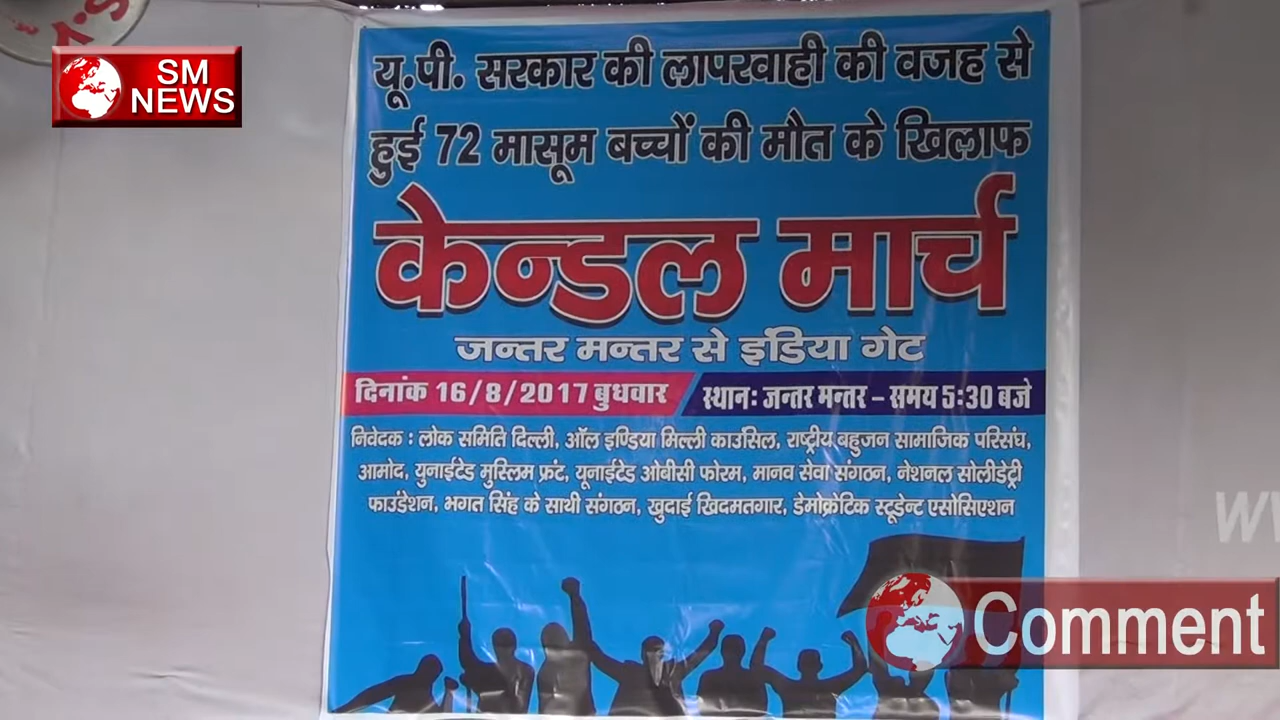 SM
NEWS
यू.पी. सरकार की लापरवाही की वजह से
हुई 72 मासूम बच्चों की मौत के खिलाफ
केन्डल मार्च
जन्तर मन्तर से इंडिया गेट
दिनांक 16/8/2017 बुधवार
स्थान: जन्तर मन्तर – समय 5:30 बजे
निवेदक : लोक समिति दिल्ली, ऑल इण्डिया मिल्ली काउंसिल, राष्ट्रीय बहुजन सामाजिक परिसंघ,
आमोद, युनाईटेड मुस्लिम फ्रंट, यूनाईटेड ओबीसी फोरम, मानव सेवा संगठन, नेशनल सोलीडेट्री
फाउंडेशन, भगत सिंह के साथी संगठन, खुदाई खिदमतगार, डेमोक्रेटिक स्टूडेन्ट एसोसिएशन
Comment